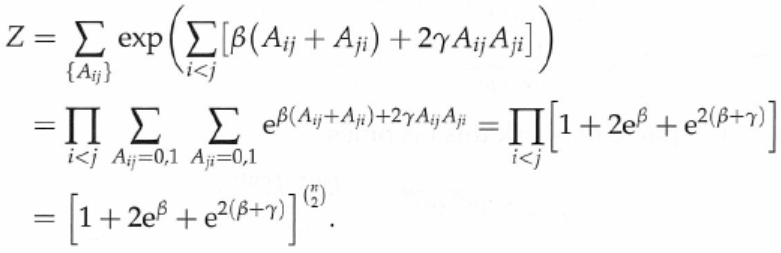 Z = ∑_{{A_{ij}}} exp( ∑_{i<j} [β(A_{ij} + A_{ji}) + 2γA_{ij}A_{ji}] )
= ∏_{i<j} ∑_{A_{ij}=0,1} ∑_{A_{ji}=0,1} e^{β(A_{ij}+A_{ji})+2γA_{ij}A_{ji}} = ∏_{i<j} [1 + 2e^β + e^{2(β+γ)}]
= [1 + 2e^β + e^{2(β+γ)}]^{\binom{n}{2}}.